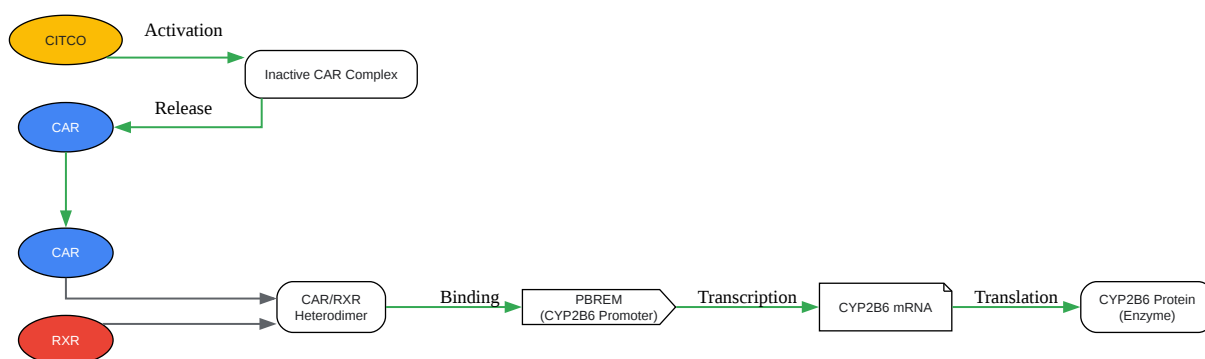 Activation
CITCO
Inactive CAR Complex
Release
CAR
CAR
CAR/RXR
Heterodimer
Binding
PBREM
(CYP2B6 Promoter)
Transcription
CYP2B6 mRNA
Translation
CYP2B6 Protein
(Enzyme)
RXR